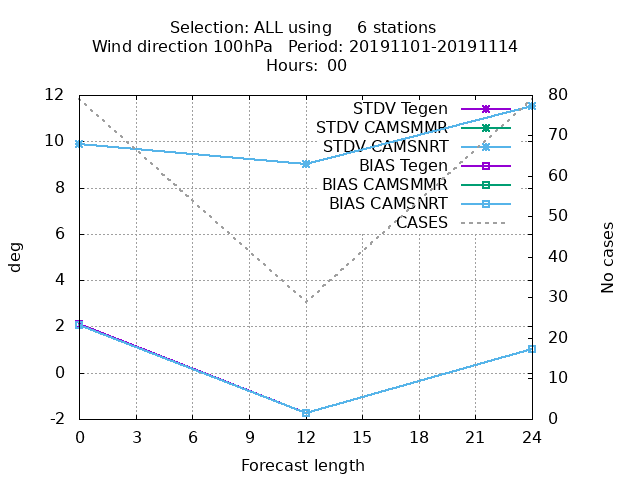 Selection: ALL using     6 stations
Wind direction 100hPa   Period: 20191101-20191114
Hours: 00
12 80
STDV Tegen
STDV CAMSMMR
70
10
STDV CAMSNRT
BIAS Tegen
60
8
BIAS CAMSMMR
BIAS CAMSNRT
50
CASES
6
deg
No cases
40
4
30
2
20
0
10
-2 0
0 3 6 9 12 15 18 21 24
Forecast length